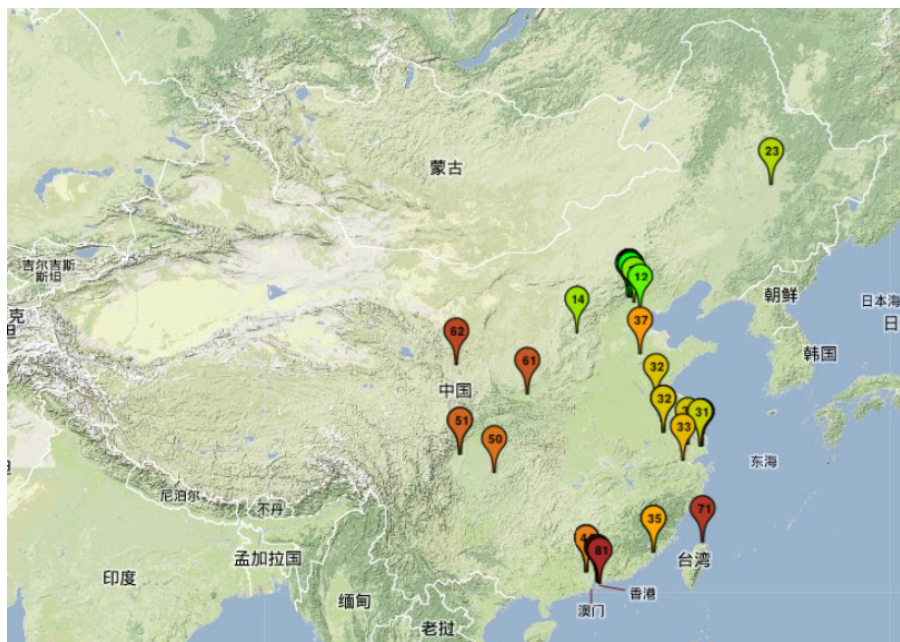 23
蒙古
吉尔吉斯
斯坦
克
12
朝鲜
14
日本海
日
37
62
韩国
61
32
中国
32
31
51
33
50
东海
尼泊尔
71
不丹
35
81
孟加拉国
台湾
印度
香港
缅甸
澳门
老挝